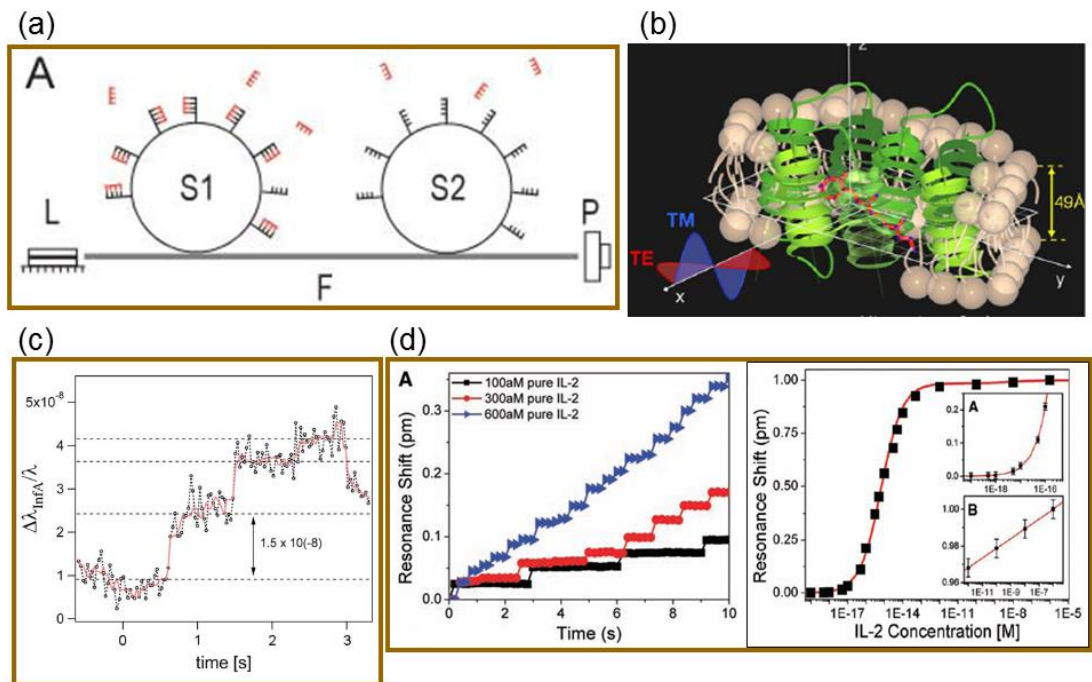 (a)
A
S1
S2
L
P
F
(b)
z
TM
TE
49Å
x
y
(c)
5x10⁻⁸
4
3
2
1
0
1.5 x 10(-8)
0 1 2 3
ΔλInfA/λ
time [s]
(d)
A
100aM pure IL-2
300aM pure IL-2
600aM pure IL-2
0.3
0.2
0.1
0.0
0 2 4 6 8 10
Resonance Shift (pm)
Time (s)
1.00
0.75
0.50
0.25
0.00
Resonance Shift (pm)
A
0.2
0.1
0.0
1E-18 1E-16
B
1.00
0.98
0.96
1E-11 1E-9 1E-7
1E-17 1E-14 1E-11 1E-8 1E-5
IL-2 Concentration [M]